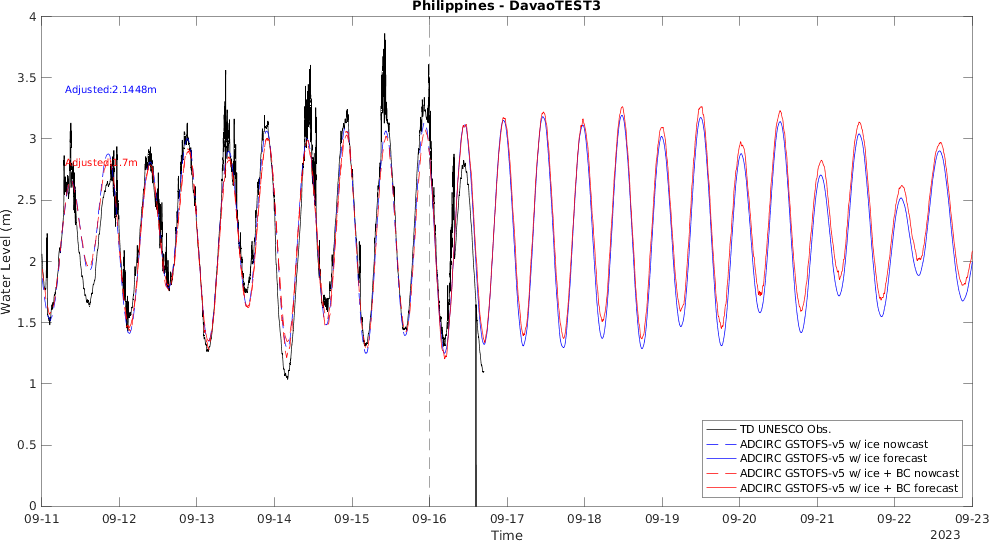 Philippines - DavaoTEST3
4
3.5
3
2.5
2
1.5
1
0.5
0
Water Level (m)
Adjusted:2.1448m
7m
TD UNESCO Obs.
ADCIRC GSTOFS-v5 w/ ice nowcast
ADCIRC GSTOFS-v5 w/ ice forecast
ADCIRC GSTOFS-v5 w/ ice + BC nowcast
ADCIRC GSTOFS-v5 w/ ice + BC forecast
09-11 09-12 09-13 09-14 09-15 09-16 09-17 09-18 09-19 09-20 09-21 09-22 09-23
Time
2023